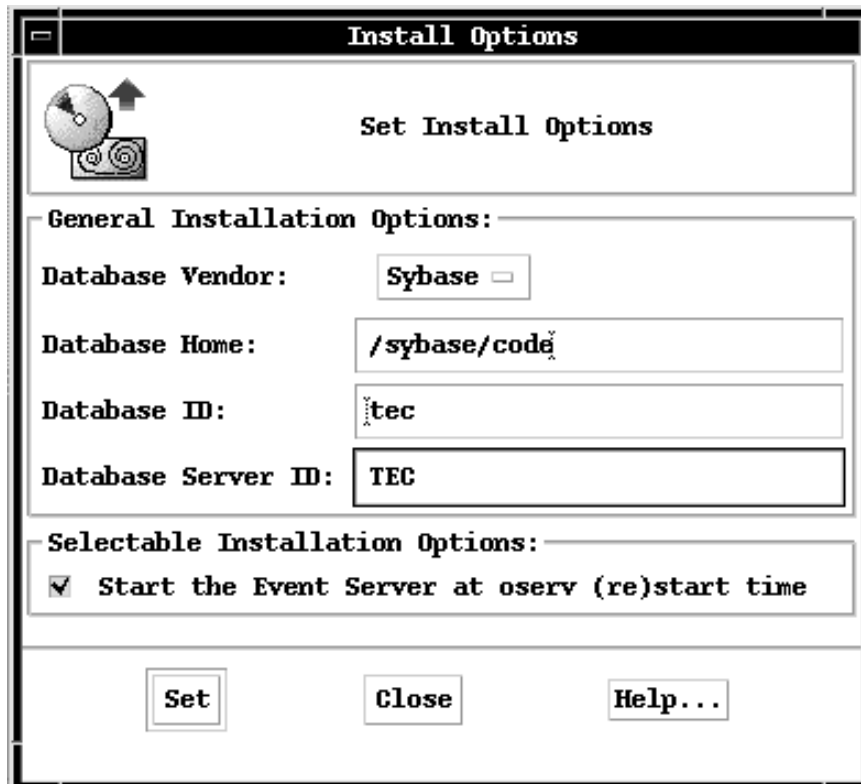 Install Options
Set Install Options
General Installation Options:
Database Vendor: Sybase
Database Home: /sybase/code
Database ID: tec
Database Server ID: TEC
Selectable Installation Options:
Start the Event Server at oserv (re)start time
Set Close Help...